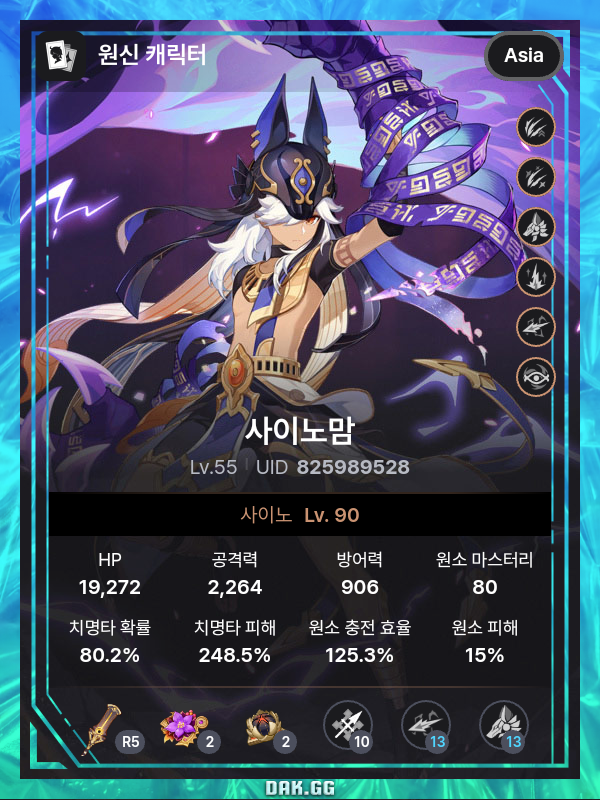 원신 캐릭터
Asia
사이노맘
Lv.55 UID 825989528
사이노 Lv. 90
HP 공격력 방어력 원소 마스터리
19,272 2,264 906 80
치명타 확률 치명타 피해 원소 충전 효율 원소 피해
80.2% 248.5% 125.3% 15%
R5 2 2 10 13 13
DAK.GG